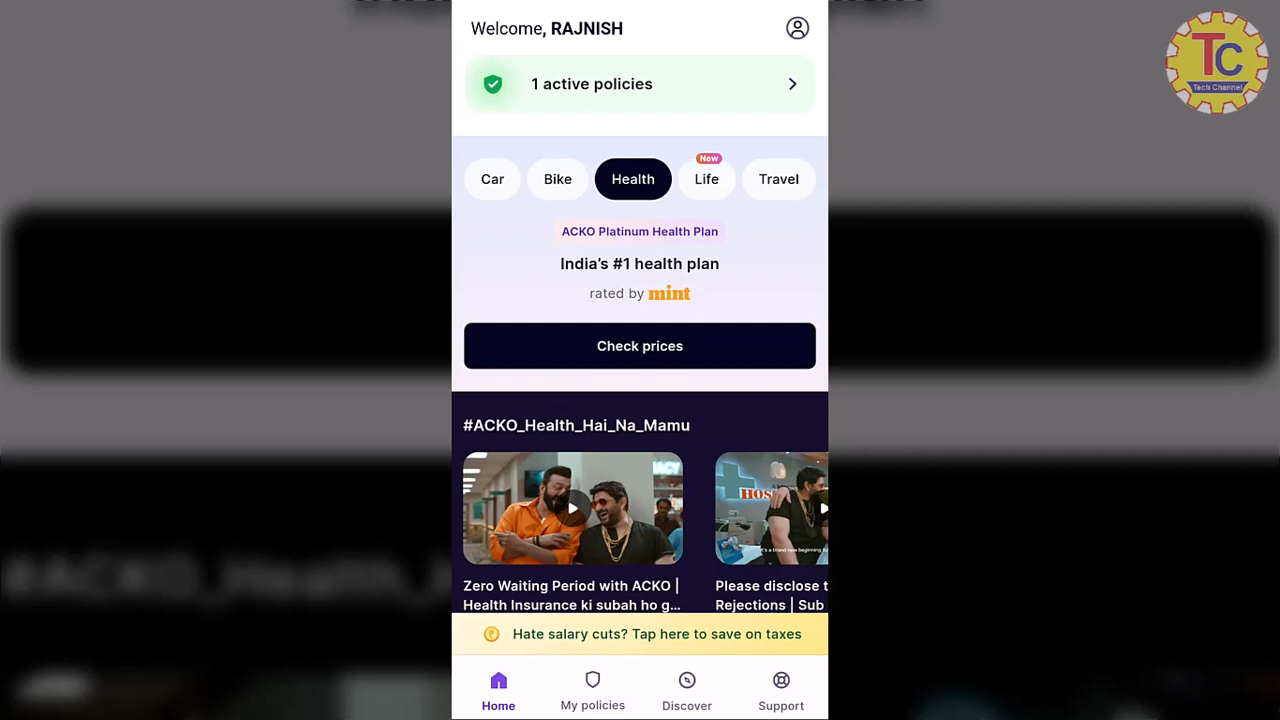 Welcome, RAJNISH
1 active policies
Car
Bike
Health
New
Life
Travel
ACKO Platinum Health Plan
India's #1 health plan
rated by mint
Check prices
#ACKO_Health_Hai_Na_Mamu
Zero Waiting Period with ACKO |
Health Insurance ki subah ho g...
Please disclose t
Rejections | Sub
Hate salary cuts? Tap here to save on taxes
Home
My policies
Discover
Support
TC
Tech Channel